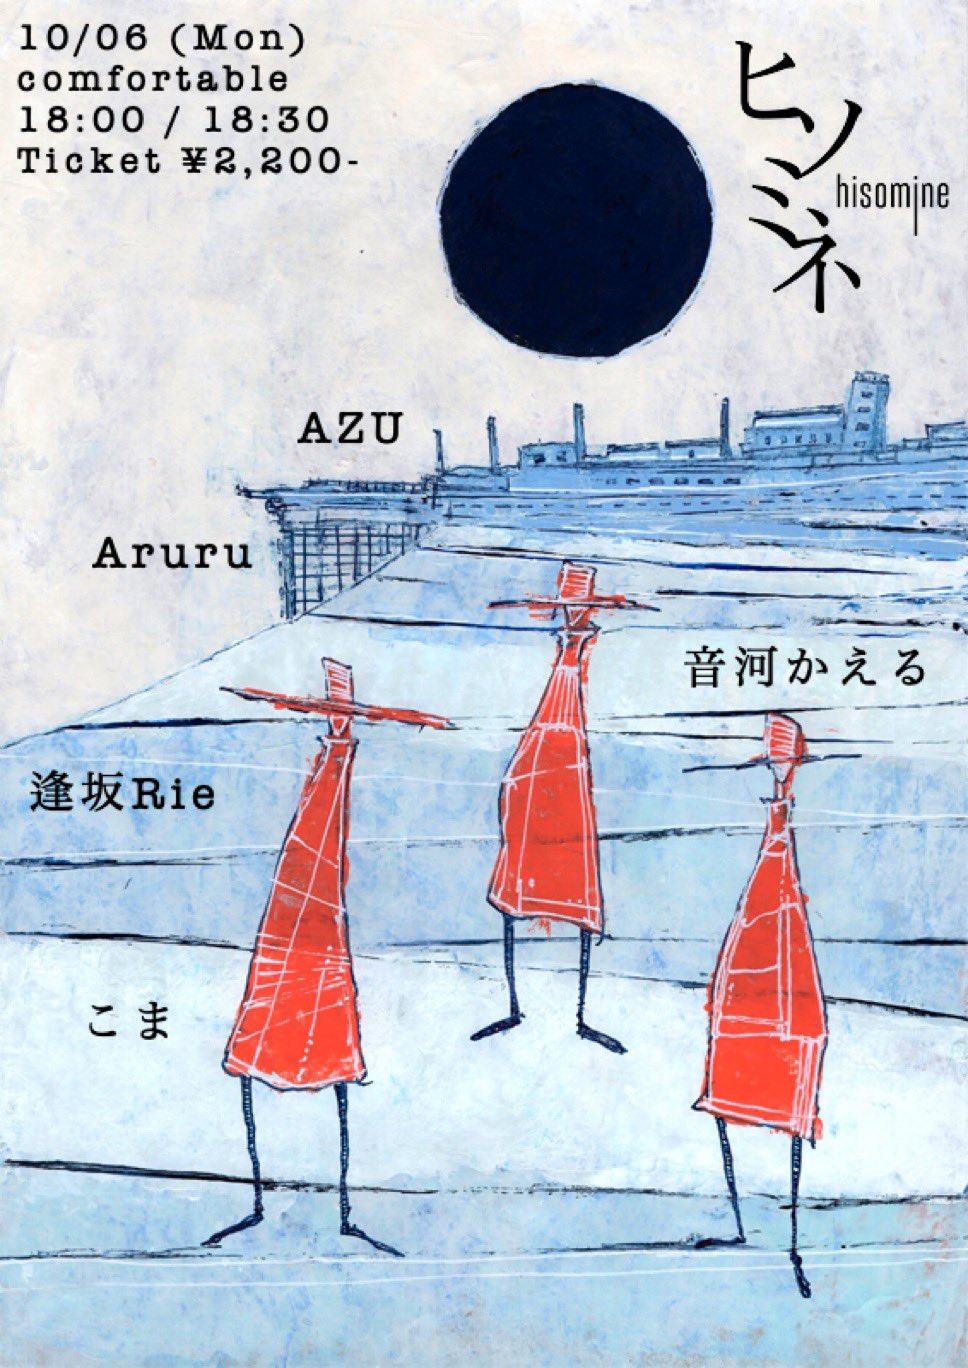 10/06 (Mon)
comfortable
18:00 / 18:30
Ticket ¥2,200-
ヒソミネ
hisomine
AZU
Aruru
音河かえる
逢坂Rie
こま